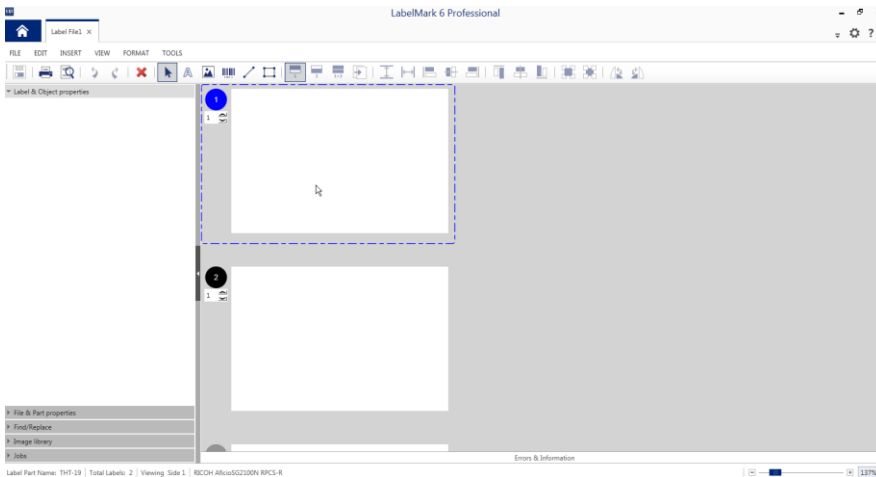 LabelMark 6 Professional
Label File1 ×
?
FILE EDIT INSERT VIEW FORMAT TOOLS
A
Label & Object properties
1
1
2
1
File & Part properties
Find/Replace
Image library
Jobs
Errors & Information
Label Part Name: THT-19 | Total Labels: 2 | Viewing Side 1 | RICOH AficioSG2100N RPCS-R
137%